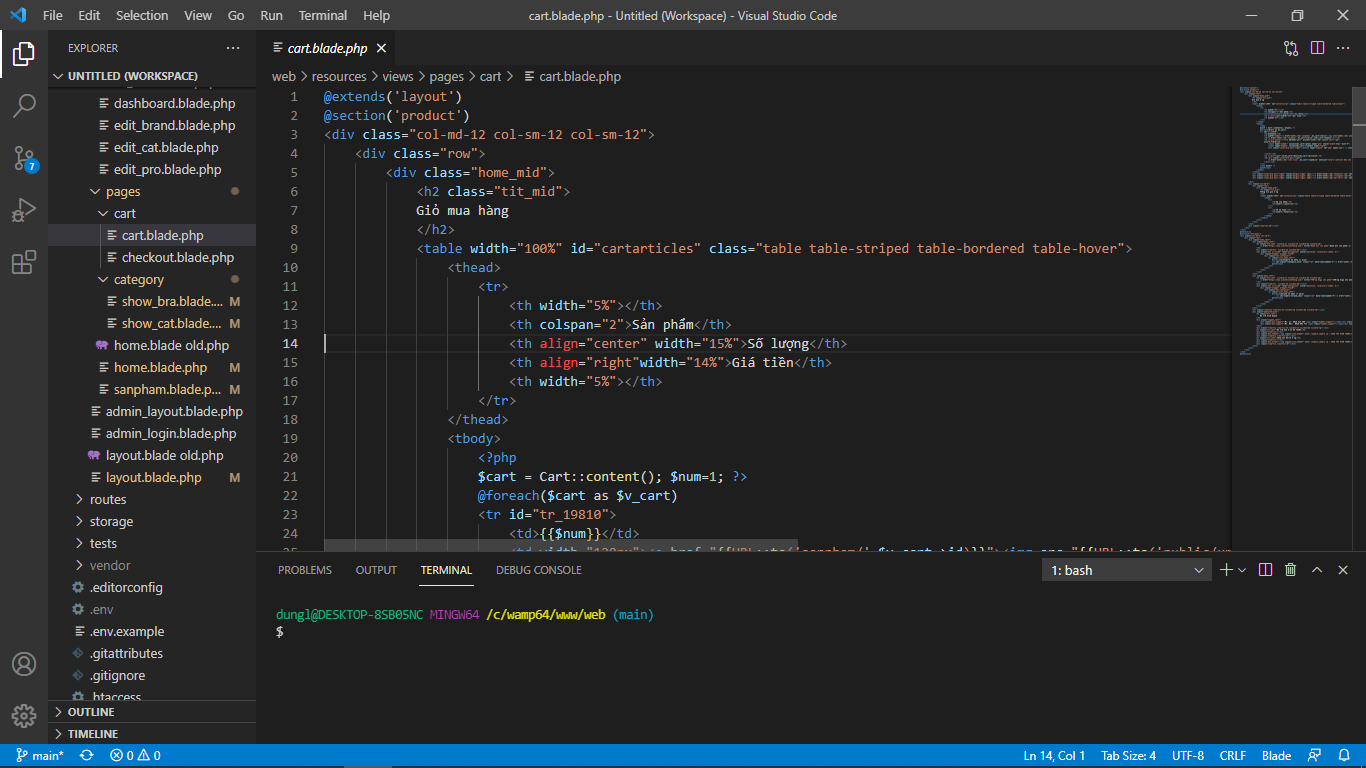 File Edit Selection View Go Run Terminal Help
cart.blade.php - Untitled (Workspace) - Visual Studio Code
EXPLORER
UNTITLED (WORKSPACE)
dashboard.blade.php
edit_brand.blade.php
edit_cat.blade.php
edit_pro.blade.php
pages
cart
cart.blade.php
checkout.blade.php
category
show_bra.blade.... M
show_cat.blade.... M
home.blade old.php
home.blade.php M
sanpham.blade.p... M
admin_layout.blade.php
admin_login.blade.php
layout.blade old.php
layout.blade.php M
routes
storage
tests
vendor
.editorconfig
.env
.env.example
.gitattributes
.gitignore
.htaccess
OUTLINE
TIMELINE
7
cart.blade.php
web > resources > views > pages > cart > cart.blade.php
1 @extends('layout')
2 @section('product')
3 <div class="col-md-12 col-sm-12 col-sm-12">
4 <div class="row">
5 <div class="home_mid">
6 <h2 class="tit_mid">
7 Giỏ mua hàng
8 </h2>
9 <table width="100%" id="cartarticles" class="table table-striped table-bordered table-hover">
10 <thead>
11 <tr>
12 <th width="5%"></th>
13 <th colspan="2">Sản phẩm</th>
14 <th align="center" width="15%">Số lượng</th>
15 <th align="right"width="14%">Giá tiền</th>
16 <th width="5%"></th>
17 </tr>
18 </thead>
19 <tbody>
20 <?php
21 $cart = Cart::content(); $num=1; ?>
22 @foreach($cart as $v_cart)
23 <tr id="tr_19810">
24 <td>{{$num}}</td>
PROBLEMS OUTPUT TERMINAL DEBUG CONSOLE
1: bash
dungl@DESKTOP-8SB05NC MINGW64 /c/wamp64/www/web (main)
$
main* 0 0
Ln 14, Col 1 Tab Size: 4 UTF-8 CRLF Blade